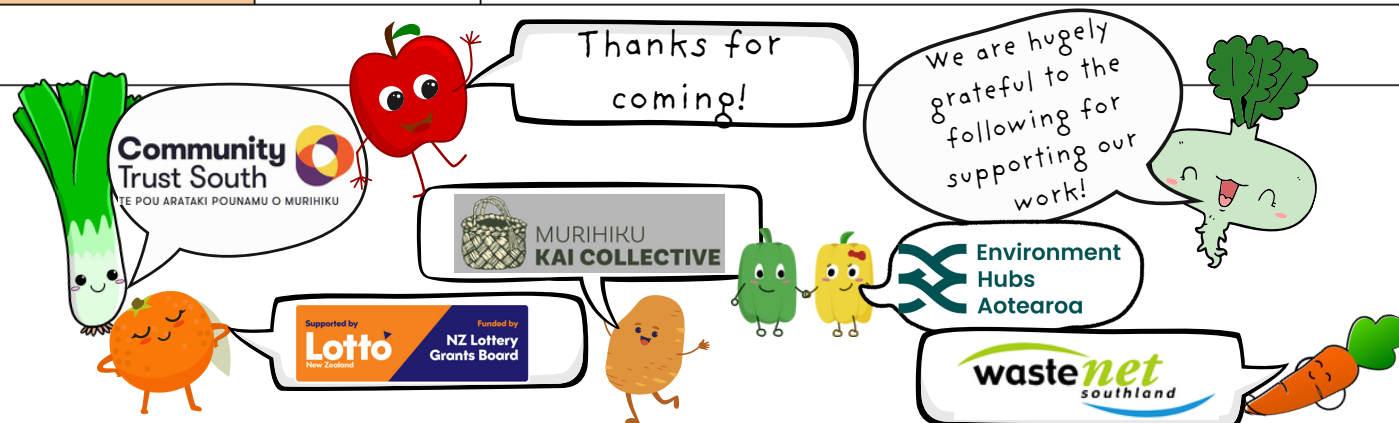 Thanks for
coming!
We are hugely
grateful to the
following for
supporting our
work!
Community
Trust South
TE POU ARATAKI POUNAMU O MURIHIKU
MURIHIKU
KAI COLLECTIVE
Environment
Hubs
Aotearoa
Supported by
Lotto
New Zealand
Funded by
NZ Lottery
Grants Board
wastenet
southland